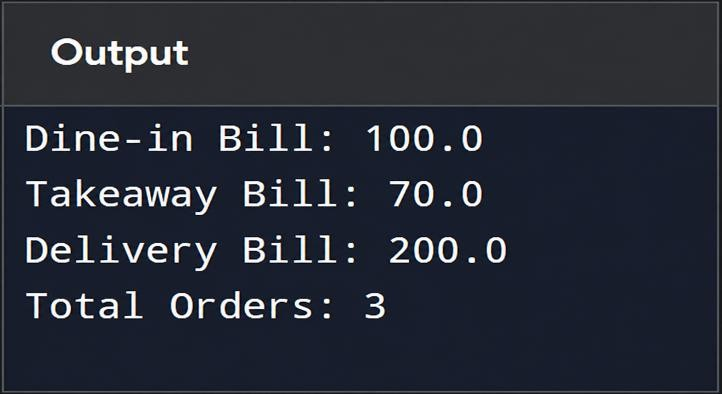 Output
Dine-in Bill: 100.0
Takeaway Bill: 70.0
Delivery Bill: 200.0
Total Orders: 3